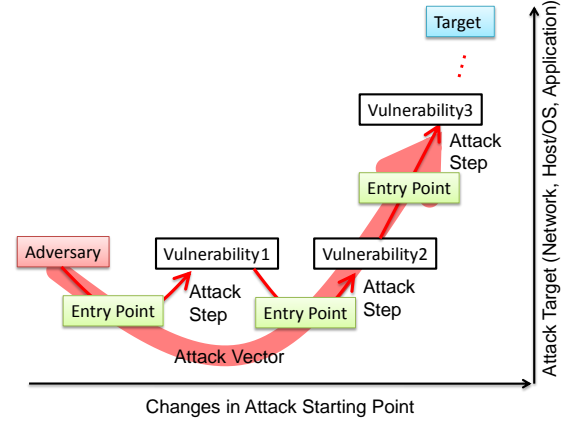 Target
Vulnerability3
Attack
Step
Entry Point
Adversary
Vulnerability1
Vulnerability2
Attack
Step
Attack
Step
Entry Point
Entry Point
Attack Vector
Changes in Attack Starting Point
Attack Target (Network, Host/OS, Application)